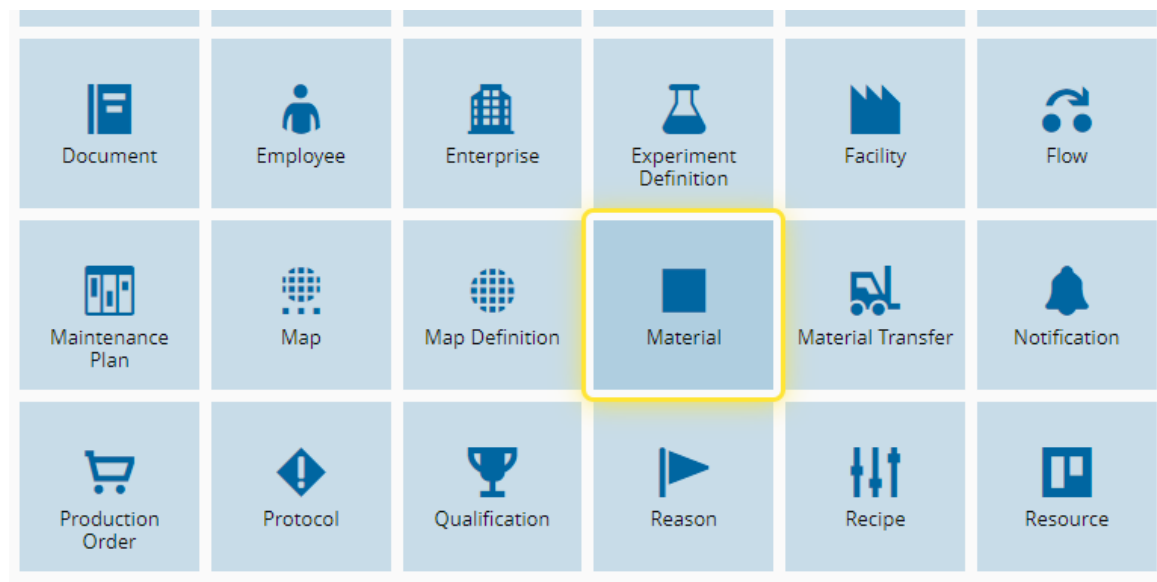 Document
Employee
Enterprise
Experiment
Definition
Facility
Flow
Maintenance
Plan
Map
Map Definition
Material
Material Transfer
Notification
Production
Order
Protocol
Qualification
Reason
Recipe
Resource